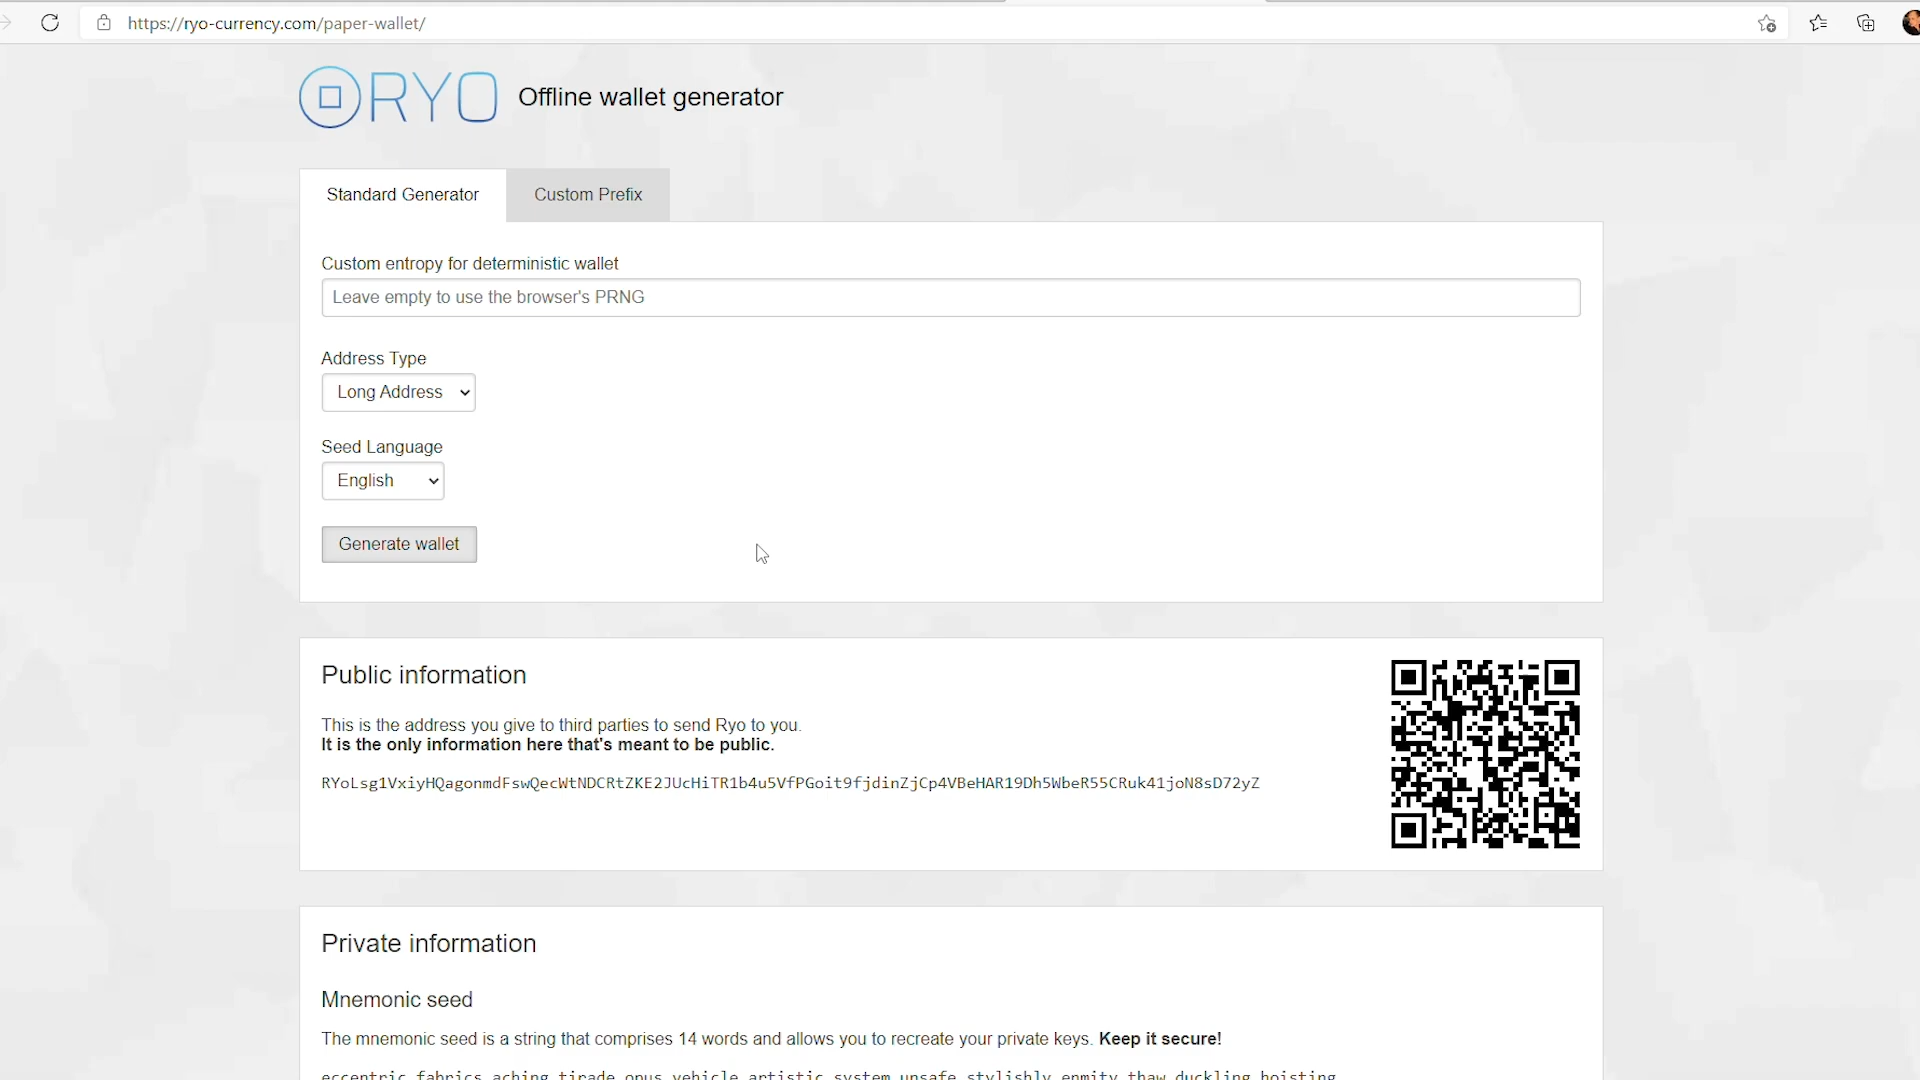 https://ryo-currency.com/paper-wallet/
RYO Offline wallet generator
Standard Generator Custom Prefix
Custom entropy for deterministic wallet
Leave empty to use the browser's PRNG
Address Type
Long Address
Seed Language
English
Generate wallet
Public information
This is the address you give to third parties to send Ryo to you.
It is the only information here that's meant to be public.
RYoLsg1VxiyHQagonmdFswQecWtNDCRtZKE2JUcHiTR1b4u5VfPGoit9fjdinZjCp4VBeHAR19Dh5WbeR55CRuk41joN8sD72yZ
Private information
Mnemonic seed
The mnemonic seed is a string that comprises 14 words and allows you to recreate your private keys. Keep it secure!
eccentric fabrics aching tirade opus vehicle artistic system unsafe stylishly enmity thaw duckling hoisting